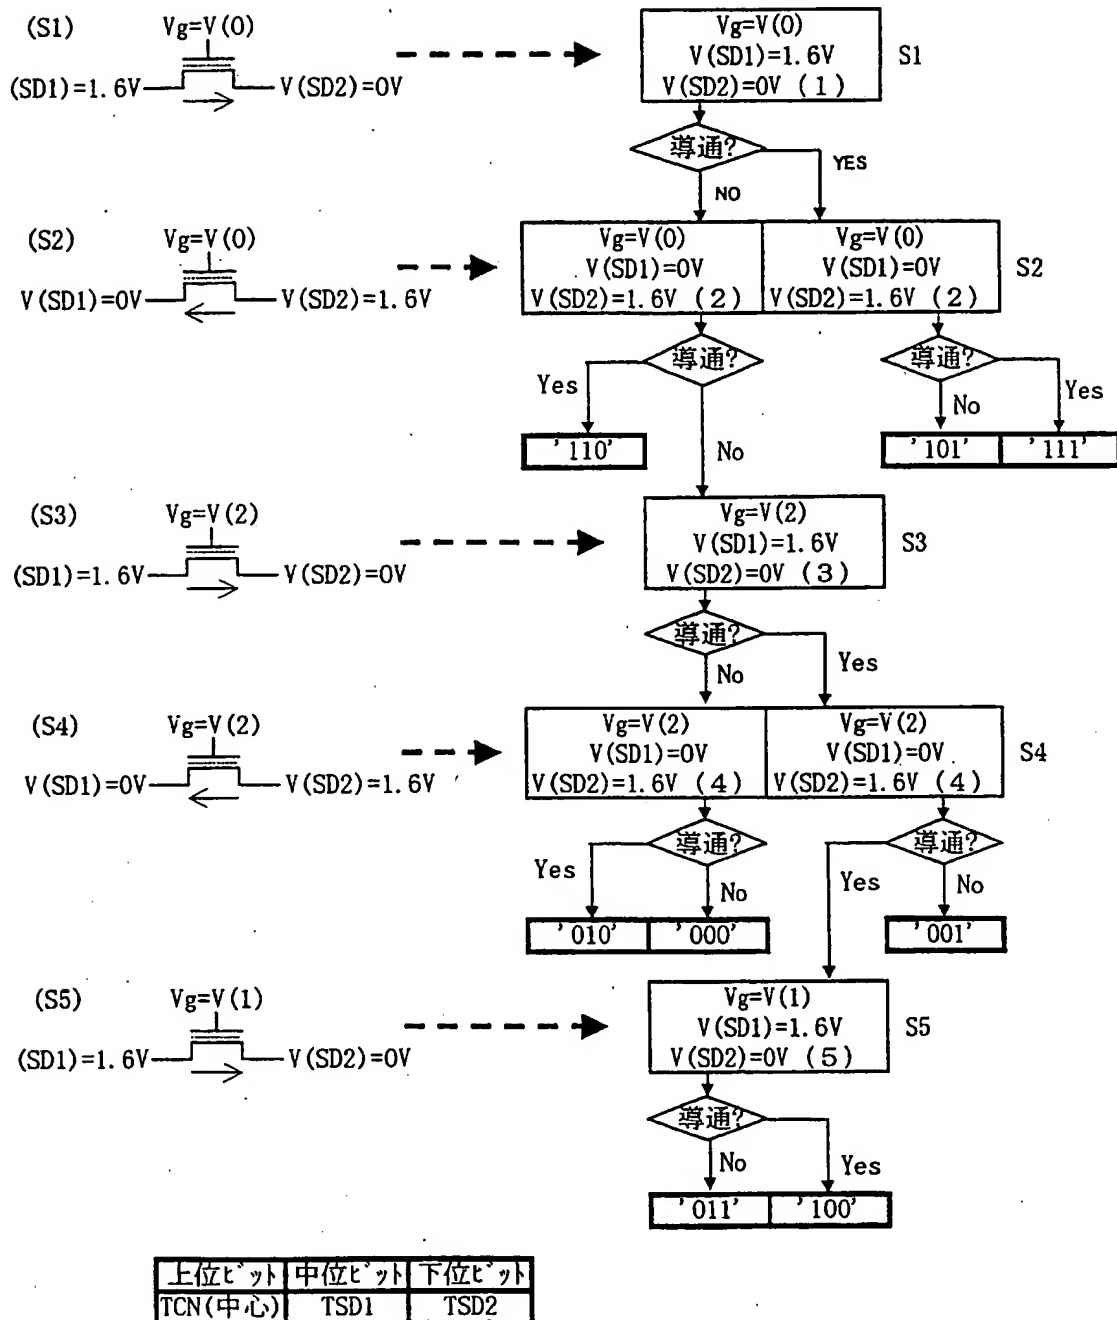 (S1)
Vg=V(0)
(SD1)=1.6V
V(SD2)=0V
Vg=V(0)
V(SD1)=1.6V
V(SD2)=0V (1)
S1
導通?
YES
NO
(S2)
Vg=V(0)
V(SD1)=0V
V(SD2)=1.6V
Vg=V(0)
V(SD1)=0V
V(SD2)=1.6V (2)
Vg=V(0)
V(SD1)=0V
V(SD2)=1.6V (2)
S2
導通?
導通?
Yes
No
No
Yes
'110'
'101'
'111'
(S3)
Vg=V(2)
(SD1)=1.6V
V(SD2)=0V
Vg=V(2)
V(SD1)=1.6V
V(SD2)=0V (3)
S3
導通?
No
Yes
(S4)
Vg=V(2)
V(SD1)=0V
V(SD2)=1.6V
Vg=V(2)
V(SD1)=0V
V(SD2)=1.6V (4)
Vg=V(2)
V(SD1)=0V
V(SD2)=1.6V (4)
S4
導通?
導通?
Yes
No
Yes
No
'010'
'000'
'001'
(S5)
Vg=V(1)
(SD1)=1.6V
V(SD2)=0V
Vg=V(1)
V(SD1)=1.6V
V(SD2)=0V (5)
S5
導通?
No
Yes
'011'
'100'
上位ビット 中位ビット 下位ビット
TCN(中心) TSD1 TSD2